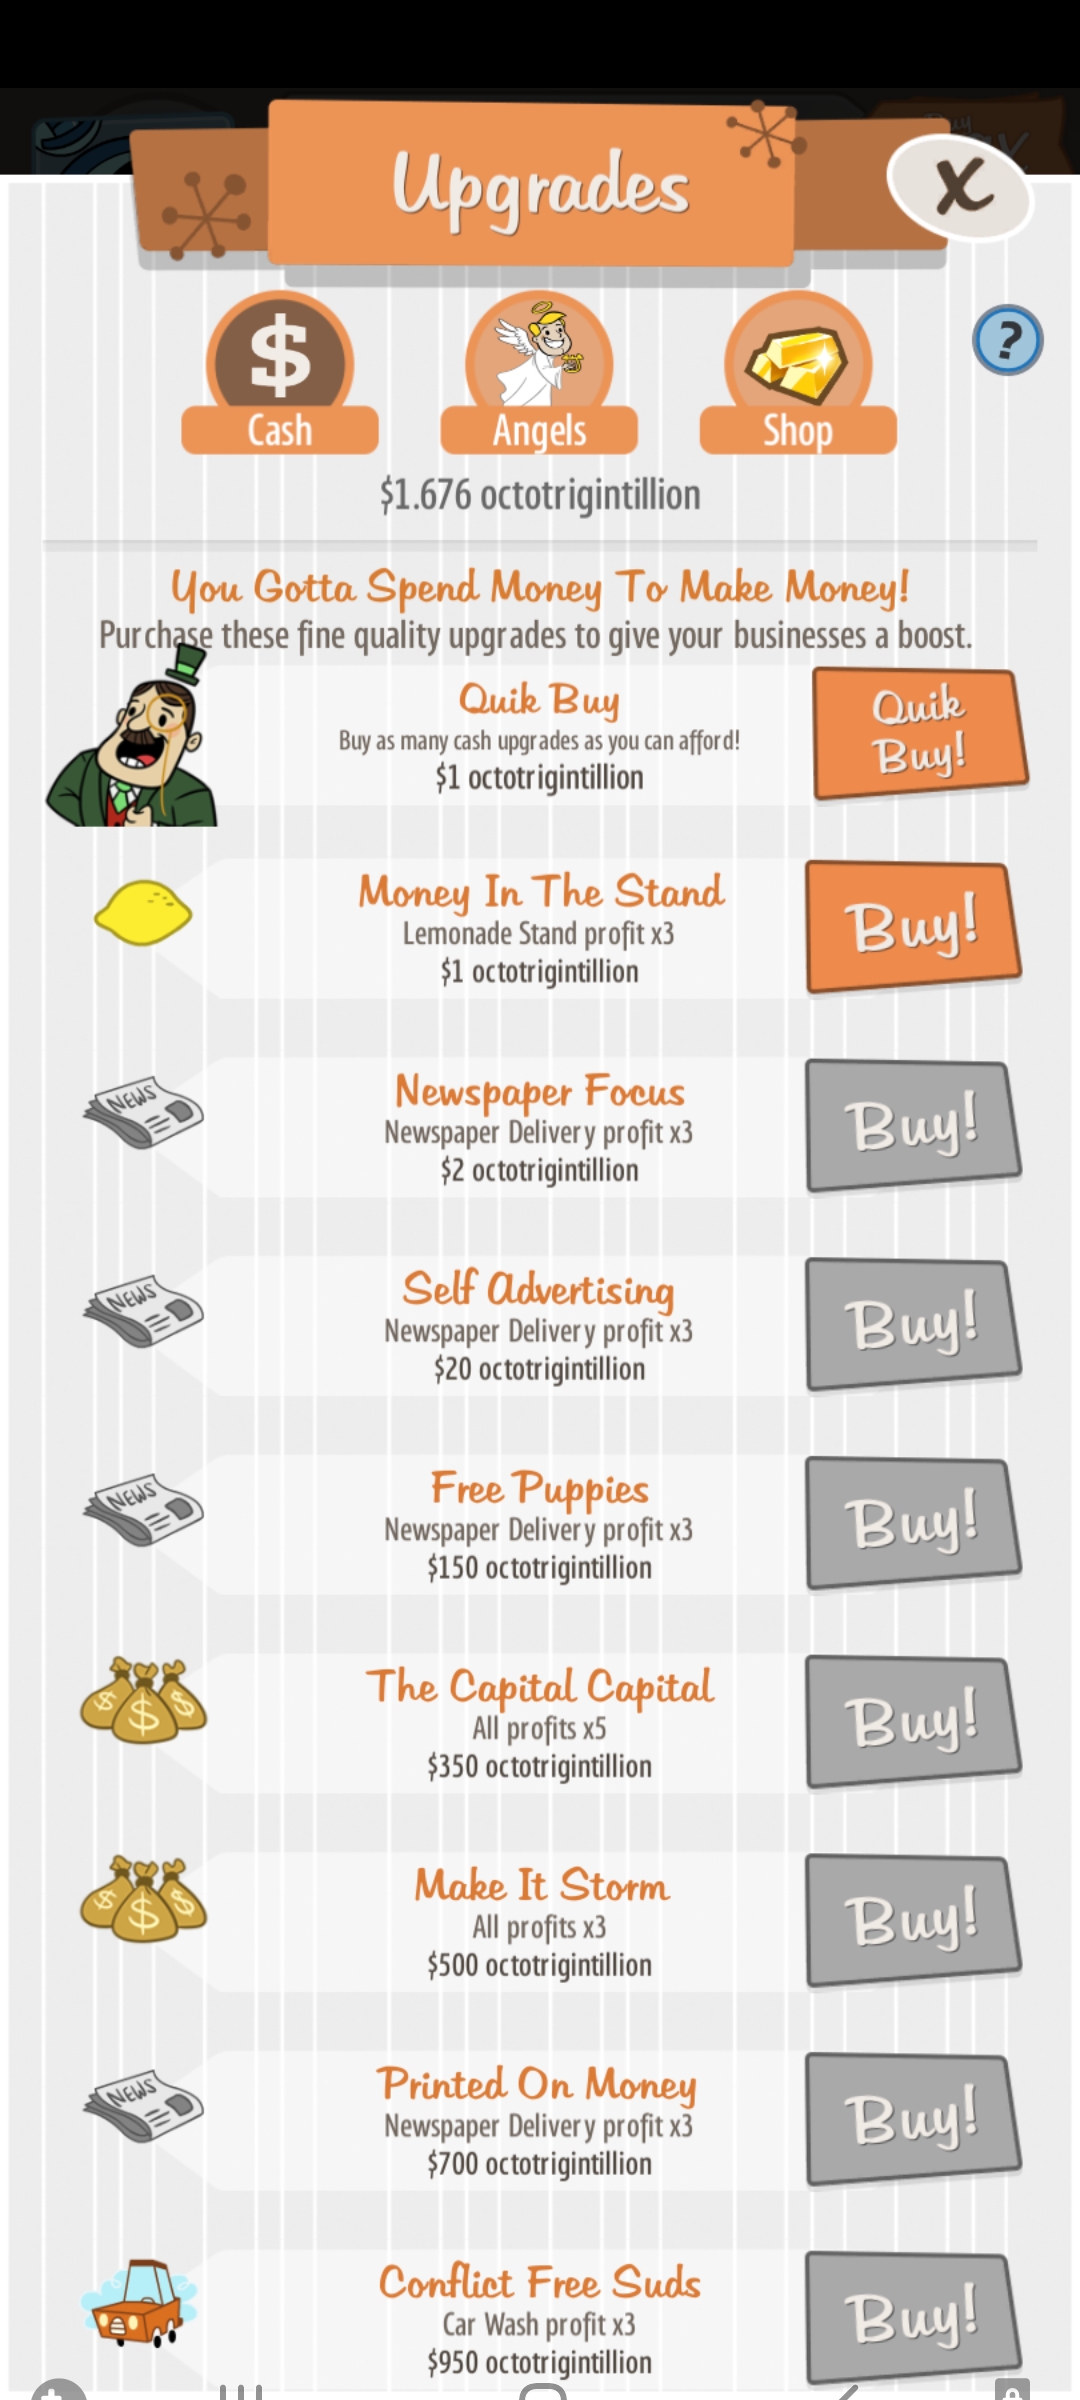 Upgrades
X
$
Cash
Angels
Shop
?
$1.676 octotrigintillion
You Gotta Spend Money To Make Money!
Purchase these fine quality upgrades to give your businesses a boost.
Quik Buy
Buy as many cash upgrades as you can afford!
$1 octotrigintillion
Quik
Buy!
Money In The Stand
Lemonade Stand profit x3
$1 octotrigintillion
Buy!
NEWS
Newspaper Focus
Newspaper Delivery profit x3
$2 octotrigintillion
Buy!
NEWS
Self Advertising
Newspaper Delivery profit x3
$20 octotrigintillion
Buy!
NEWS
Free Puppies
Newspaper Delivery profit x3
$150 octotrigintillion
Buy!
$ $ $
The Capital Capital
All profits x5
$350 octotrigintillion
Buy!
$ $ $
Make It Storm
All profits x3
$500 octotrigintillion
Buy!
NEWS
Printed On Money
Newspaper Delivery profit x3
$700 octotrigintillion
Buy!
Conflict Free Suds
Car Wash profit x3
$950 octotrigintillion
Buy!